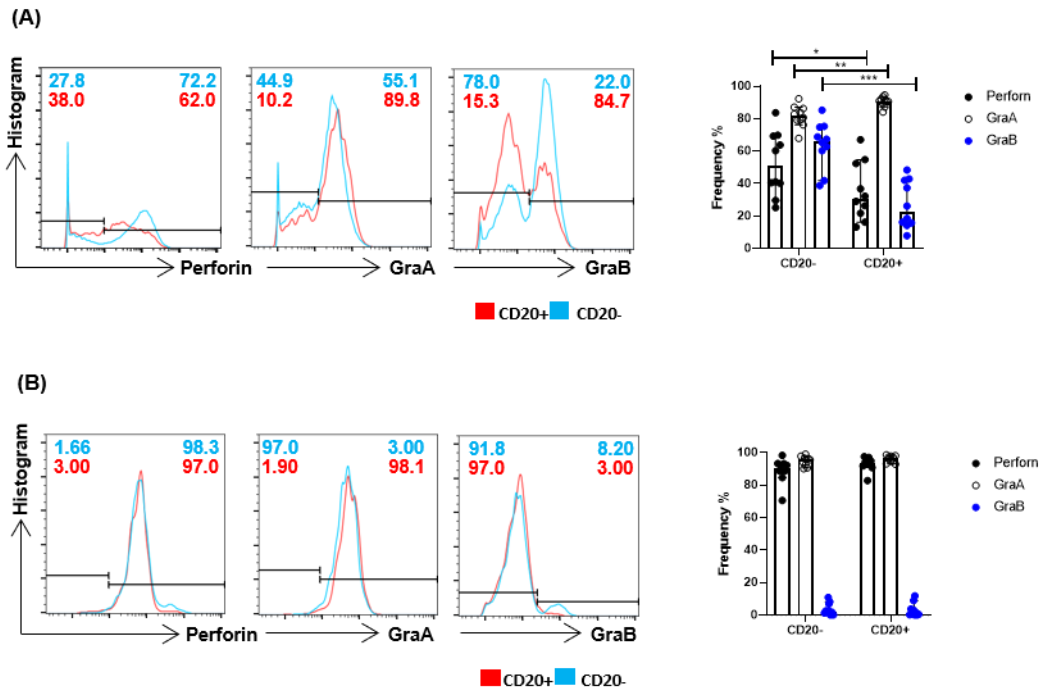 (A)
Histogram
27.8 72.2
38.0 62.0
44.9 55.1
10.2 89.8
78.0 22.0
15.3 84.7
Perforin GraA GraB
CD20+ CD20-
* 
**
***
Frequency %
100
80
60
40
20
0
CD20- CD20+
Perforn
GraA
GraB
(B)
Histogram
1.66 98.3
3.00 97.0
97.0 3.00
1.90 98.1
91.8 8.20
97.0 3.00
Perforin GraA GraB
CD20+ CD20-
Frequency %
100
80
60
40
20
0
CD20- CD20+
Perforn
GraA
GraB